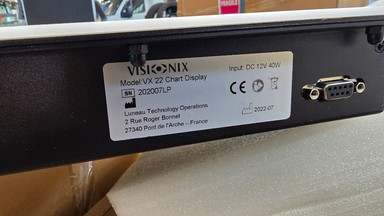 VISIONIX
Model: VX 22 Chart Display
Input: DC 12V 40W
SN 202007LP
Luneau Technology Operations
2 Rue Roger Bonnet
27340 Pont de l'Arche – France
CE
2022-07